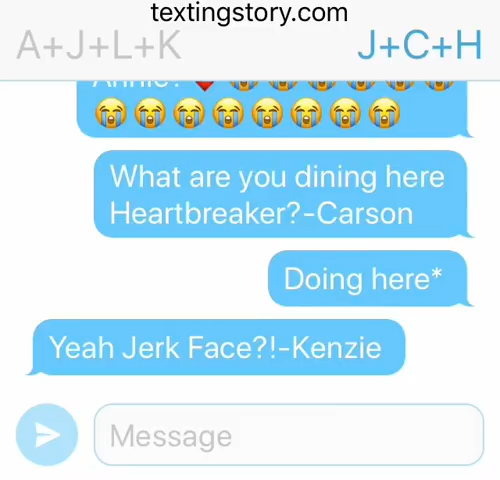 textingstory.com
A+J+L+K
J+C+H
What are you dining here
Heartbreaker?-Carson
Doing here*
Yeah Jerk Face?!-Kenzie
Message